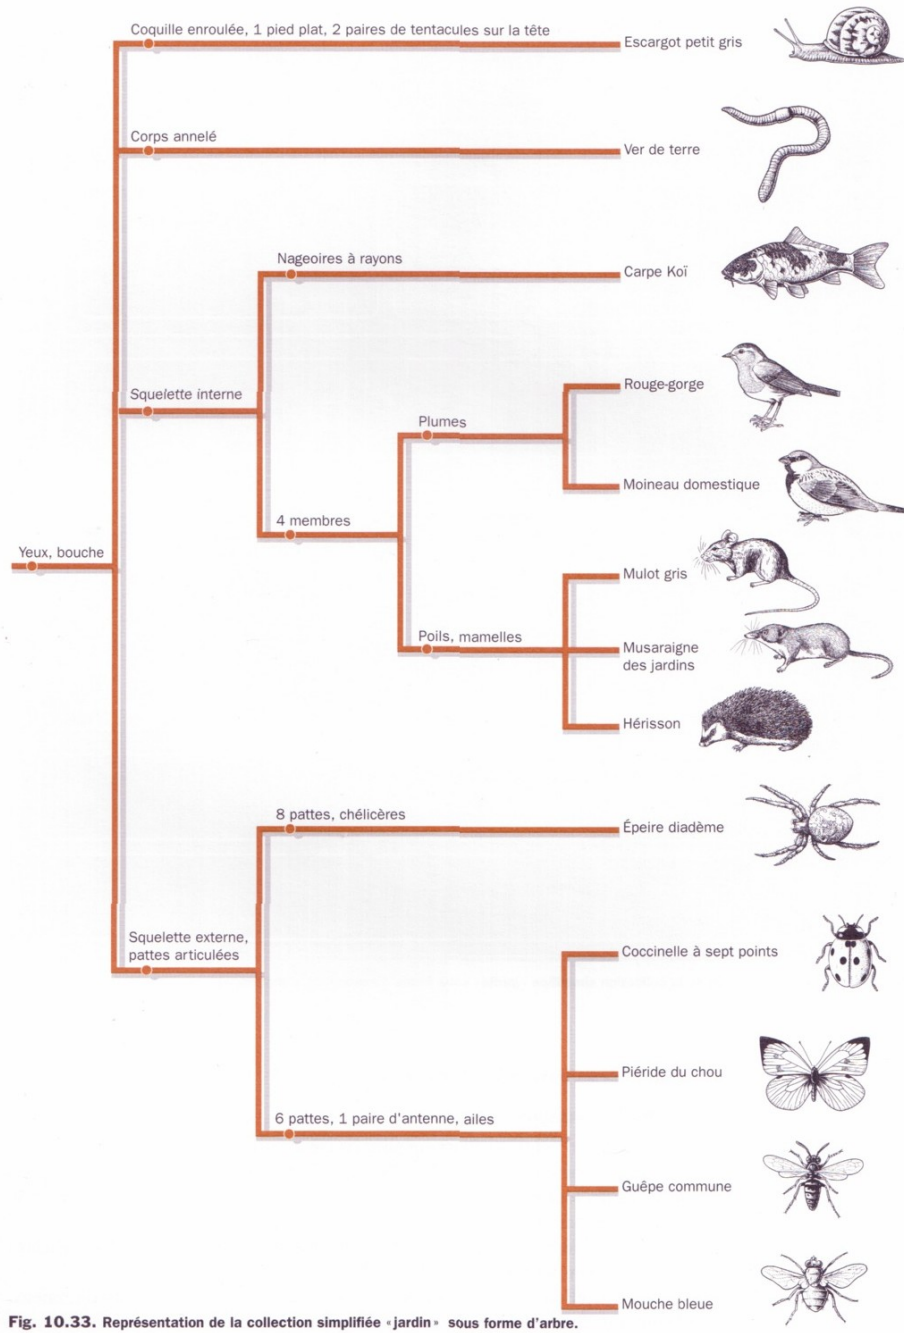 Coquille enroulée, 1 pied plat, 2 paires de tentacules sur la tête
Escargot petit gris
Corps annelé
Ver de terre
Nageoires à rayons
Carpe Koï
Squelette interne
Rouge-gorge
Plumes
Moineau domestique
4 membres
Yeux, bouche
Mulot gris
Poils, mamelles
Musaraigne
des jardins
Hérisson
8 pattes, chélicères
Épeire diadème
Squelette externe,
pattes articulées
Coccinelle à sept points
Piéride du chou
6 pattes, 1 paire d'antenne, ailes
Guêpe commune
Mouche bleue
Fig. 10.33. Représentation de la collection simplifiée «jardin» sous forme d'arbre.